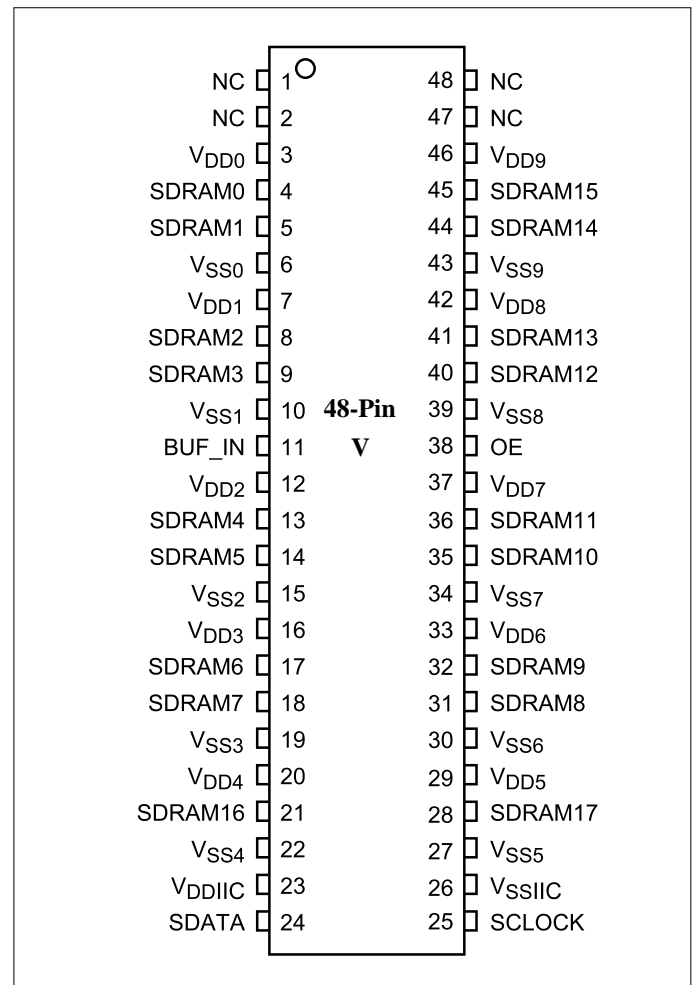 NC 1 48 NC
NC 2 47 NC
VDD0 3 46 VDD9
SDRAM0 4 45 SDRAM15
SDRAM1 5 44 SDRAM14
VSS0 6 43 VSS9
VDD1 7 42 VDD8
SDRAM2 8 41 SDRAM13
SDRAM3 9 40 SDRAM12
VSS1 10 48-Pin 39 VSS8
BUF_IN 11 V 38 OE
VDD2 12 37 VDD7
SDRAM4 13 36 SDRAM11
SDRAM5 14 35 SDRAM10
VSS2 15 34 VSS7
VDD3 16 33 VDD6
SDRAM6 17 32 SDRAM9
SDRAM7 18 31 SDRAM8
VSS3 19 30 VSS6
VDD4 20 29 VDD5
SDRAM16 21 28 SDRAM17
VSS4 22 27 VSS5
VDDIIC 23 26 VSSIIC
SDATA 24 25 SCLOCK